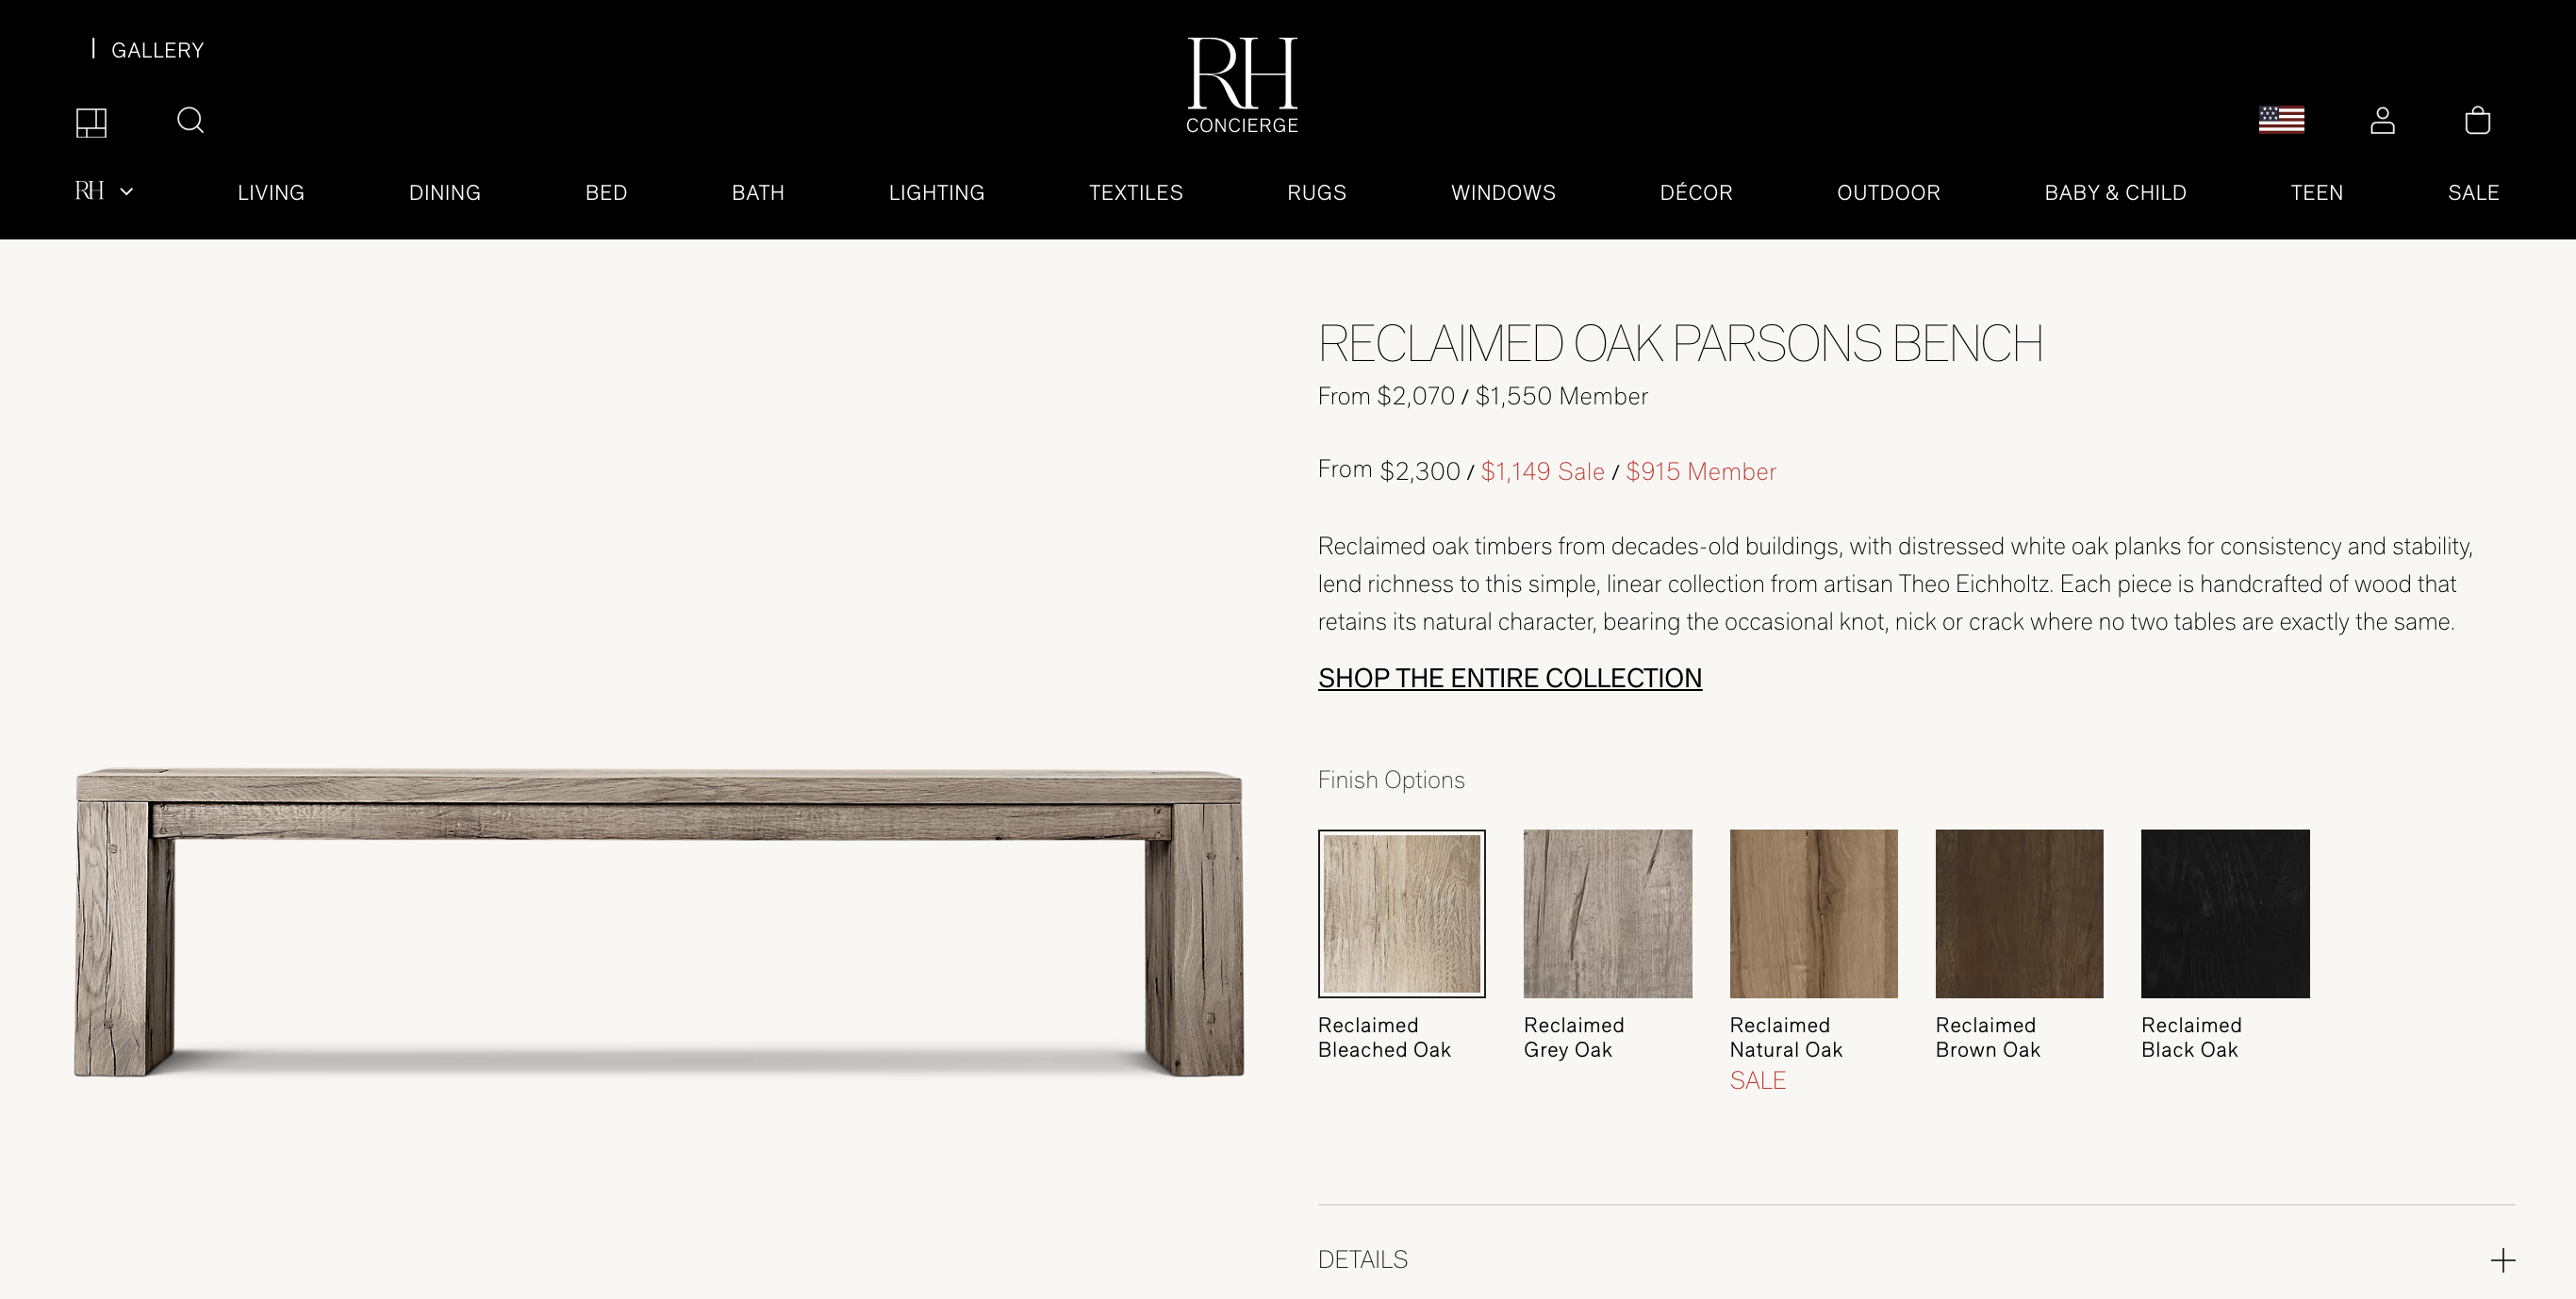 GALLERY
RH
CONCIERGE
RH
LIVING
DINING
BED
BATH
LIGHTING
TEXTILES
RUGS
WINDOWS
DÉCOR
OUTDOOR
BABY & CHILD
TEEN
SALE
RECLAIMED OAK PARSONS BENCH
From $2,070 / $1,550 Member
From $2,300 / $1,149 Sale / $915 Member
Reclaimed oak timbers from decades-old buildings, with distressed white oak planks for consistency and stability,
lend richness to this simple, linear collection from artisan Theo Eichholtz. Each piece is handcrafted of wood that
retains its natural character, bearing the occasional knot, nick or crack where no two tables are exactly the same.
SHOP THE ENTIRE COLLECTION
Finish Options
Reclaimed
Bleached Oak
Reclaimed
Grey Oak
Reclaimed
Natural Oak
SALE
Reclaimed
Brown Oak
Reclaimed
Black Oak
DETAILS